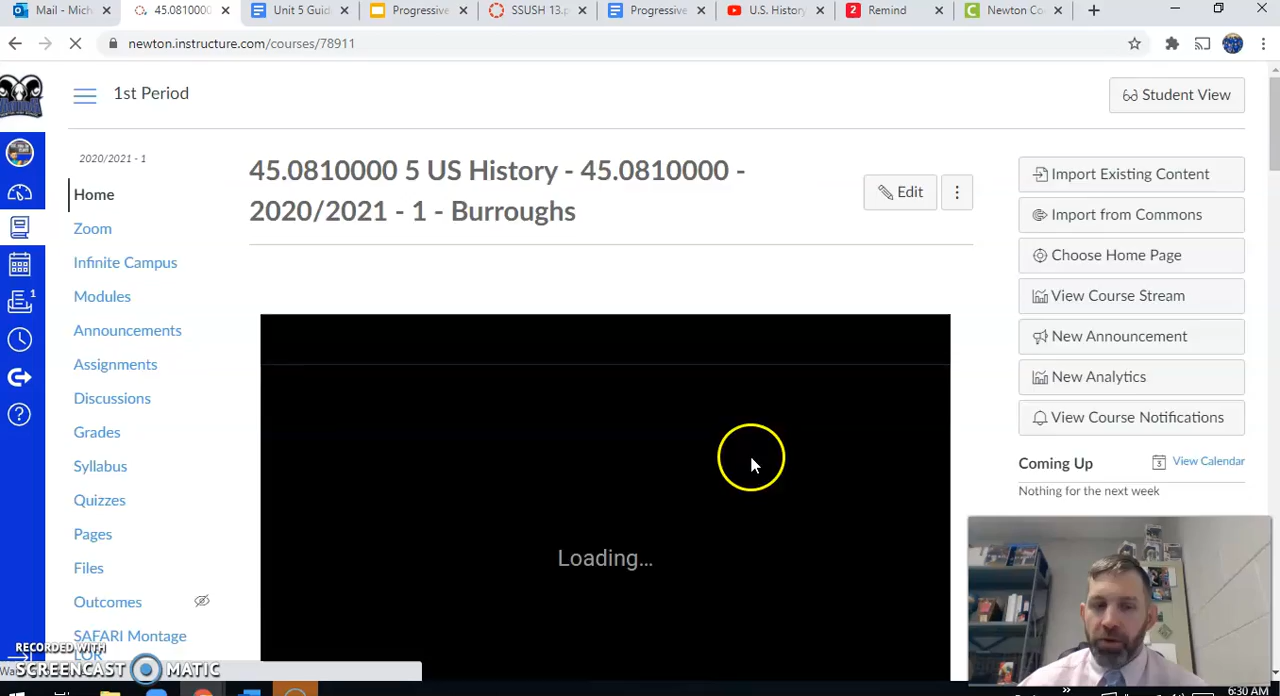 Mail - Mich
45.0810000
Unit 5 Guid
Progressive
SSUSH 13.p
Progressive
U.S. History
2
Remind
Newton Co
newton.instructure.com/courses/78911
1st Period
Student View
2020/2021 - 1
Home
Zoom
Infinite Campus
Modules
Announcements
Assignments
Discussions
Grades
Syllabus
Quizzes
Pages
Files
Outcomes
SAFARI Montage
LOR
1
45.0810000 5 US History - 45.0810000 -
2020/2021 - 1 - Burroughs
Edit
Loading...
Import Existing Content
Import from Commons
Choose Home Page
View Course Stream
New Announcement
New Analytics
View Course Notifications
Coming Up
3
View Calendar
Nothing for the next week
RECORDED WITH
SCREENCAST MATIC
6:30 AM